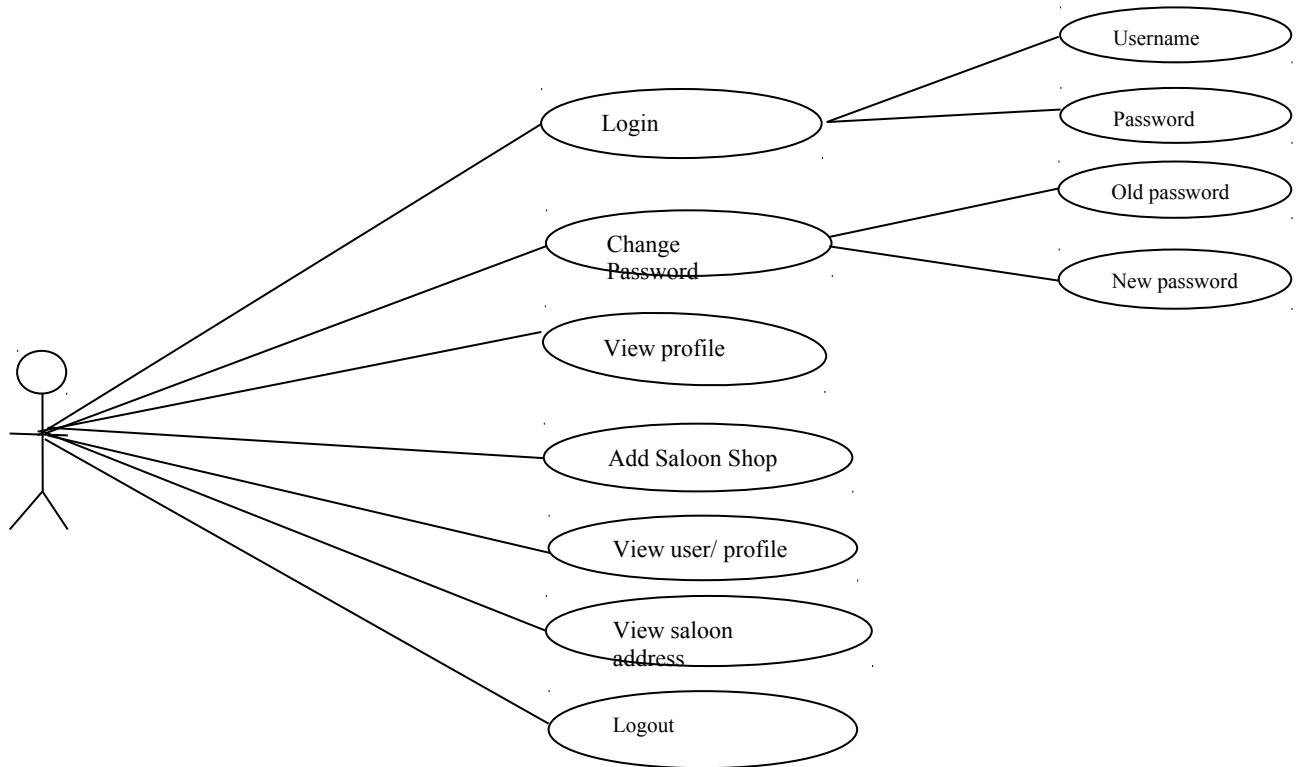 Username
Login
Password
Old password
Change
Password
New password
View profile
Add Saloon Shop
View user/ profile
View saloon
address
Logout